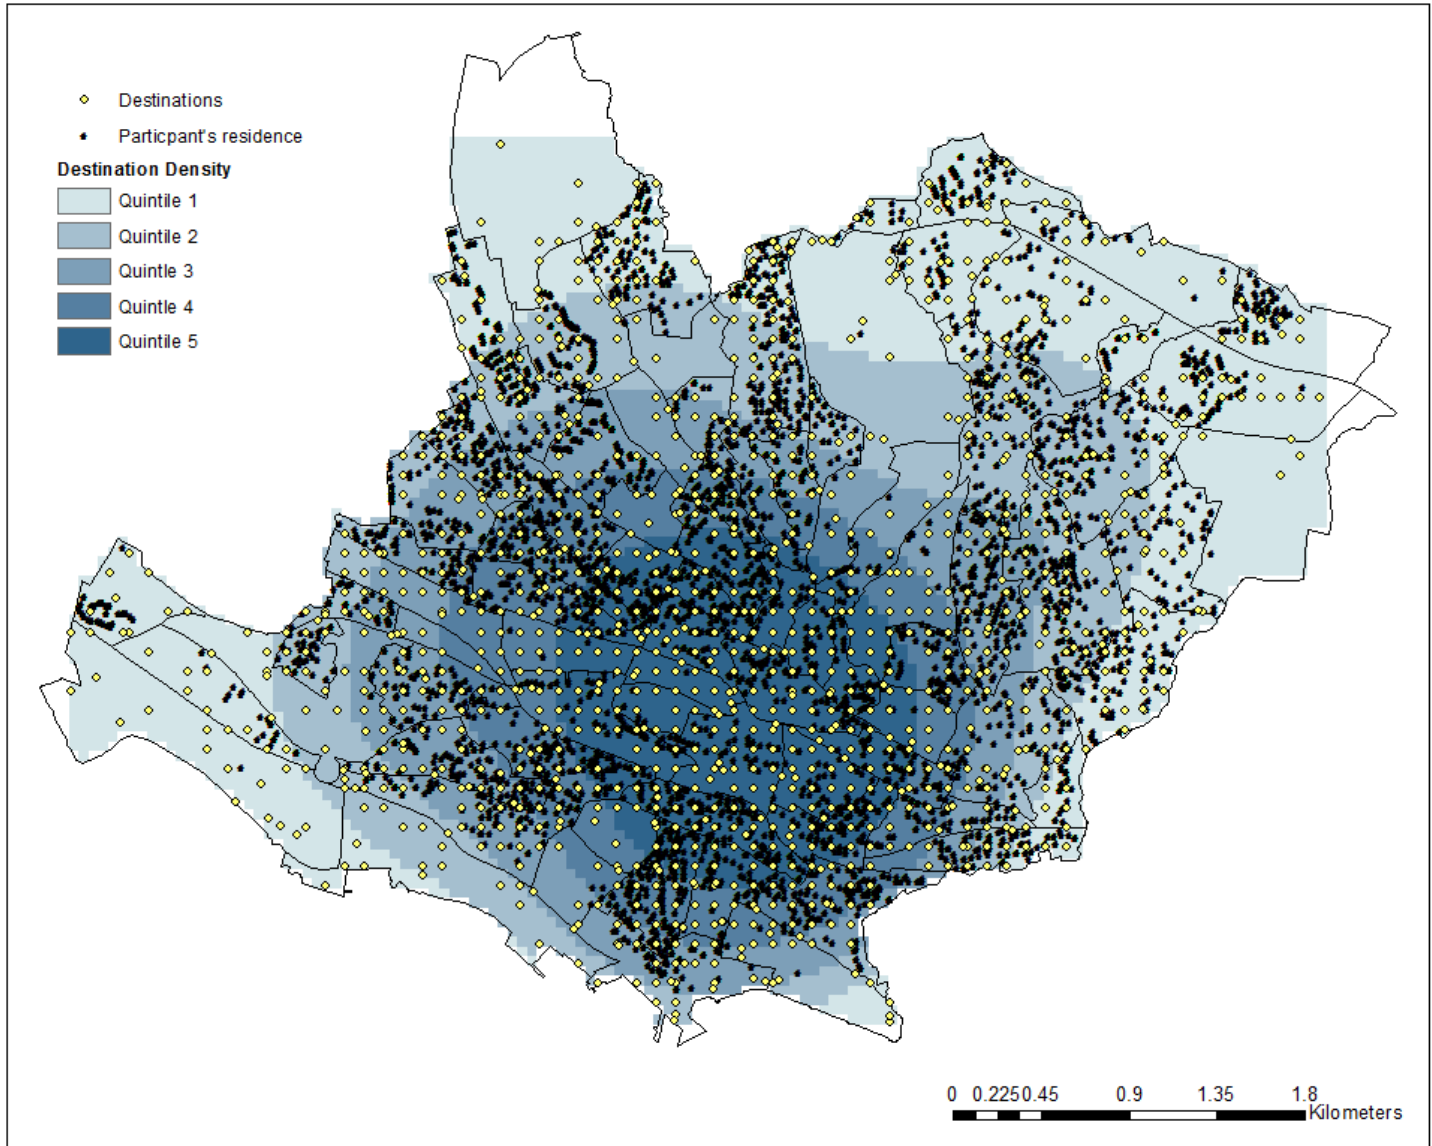 Destinations
Particpant's residence
Destination Density
Quintile 1
Quintile 2
Quintle 3
Quintile 4
Quintile 5
0 0.225 0.45 0.9 1.35 1.8
Kilometers